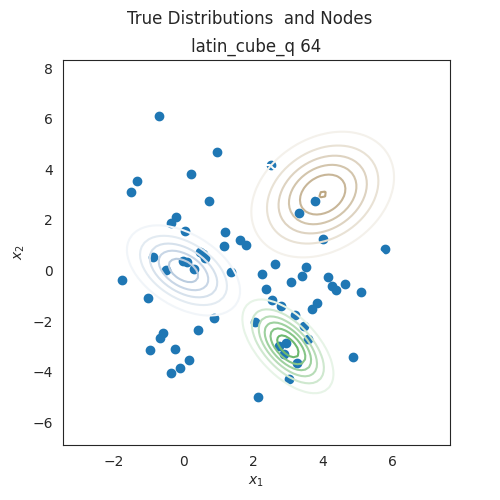 True Distributions and Nodes
latin_cube_q 64
8
6
4
2
0
−2
−4
−6
x₂
−2 0 2 4 6
x₁